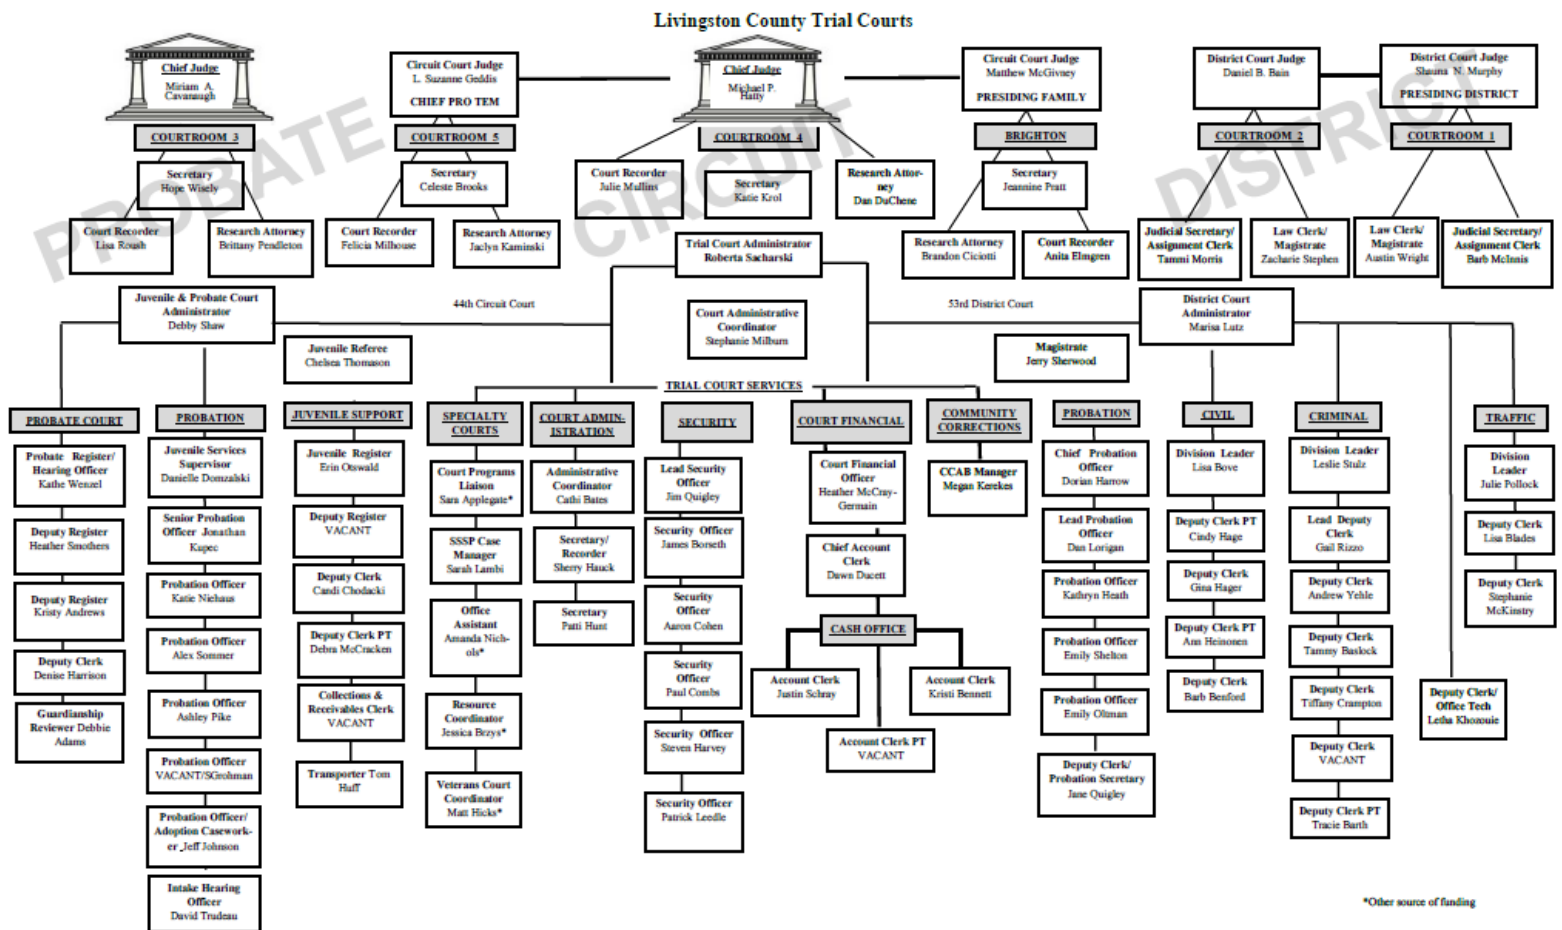 Livingston County Trial Courts
PROBATE
CIRCUIT
DISTRICT
Chief Judge
Miriam A.
Cavanaugh
COURTROOM 3
Secretary
Hope Wisely
Court Recorder
Lisa Roush
Research Attorney
Brittany Pendleton
Circuit Court Judge
L. Suzanne Geddis
CHIEF PRO TEM
COURTROOM 5
Secretary
Celeste Brooks
Court Recorder
Felicia Milhouse
Research Attorney
Jaclyn Kaminski
Chief Judge
Michael P.
Hatty
COURTROOM 4
Court Recorder
Julie Mullins
Secretary
Katie Krol
Research Attor-
ney
Dan DuChene
Circuit Court Judge
Matthew McGivney
PRESIDING FAMILY
BRIGHTON
Secretary
Jeannine Pratt
Research Attorney
Brandon Ciciotti
Court Recorder
Anita Elmgren
District Court Judge
Daniel B. Bain
COURTROOM 2
Judicial Secretary/
Assignment Clerk
Tammi Morris
Law Clerk/
Magistrate
Zacharie Stephen
District Court Judge
Shauna N. Murphy
PRESIDING DISTRICT
COURTROOM 1
Law Clerk/
Magistrate
Austin Wright
Judicial Secretary/
Assignment Clerk
Barb McInnis
Trial Court Administrator
Roberta Sacharski
Juvenile & Probate Court
Administrator
Debby Shaw
44th Circuit Court
53rd District Court
Court Administrative
Coordinator
Stephanie Milburn
District Court
Administrator
Marisa Lutz
Juvenile Referee
Chelsea Thomason
Magistrate
Jerry Sherwood
TRIAL COURT SERVICES
PROBATE COURT
Probate Register/
Hearing Officer
Kathe Wenzel
Deputy Register
Heather Smothers
Deputy Register
Kristy Andrews
Deputy Clerk
Denise Harrison
Guardianship
Reviewer Debbie
Adams
PROBATION
Juvenile Services
Supervisor
Danielle Domzalski
Senior Probation
Officer Jonathan
Kupec
Probation Officer
Katie Niehaus
Probation Officer
Alex Sommer
Probation Officer
Ashley Pike
Probation Officer
VACANT/SGrohman
Probation Officer/
Adoption Casework-
er Jeff Johnson
Intake Hearing
Officer
David Trudeau
JUVENILE SUPPORT
Juvenile Register
Erin Otswald
Deputy Register
VACANT
Deputy Clerk
Candi Chodacki
Deputy Clerk PT
Debra McCracken
Collections &
Receivables Clerk
VACANT
Transporter Tom
Huff
SPECIALTY
COURTS
Court Programs
Liaison
Sara Applegate*
SSSP Case
Manager
Sarah Lambi
Office
Assistant
Amanda Nich-
ols*
Resource
Coordinator
Jessica Brzys*
Veterans Court
Coordinator
Matt Hicks*
COURT ADMIN-
ISTRATION
Administrative
Coordinator
Cathi Bates
Secretary/
Recorder
Sherry Hauck
Secretary
Patti Hunt
SECURITY
Lead Security
Officer
Jim Quigley
Security Officer
James Borseth
Security
Officer
Aaron Cohen
Security
Officer
Paul Combs
Security Officer
Steven Harvey
Security Officer
Patrick Leedle
COURT FINANCIAL
Court Financial
Officer
Heather McCray-
Germain
Chief Account
Clerk
Dawn Ducett
CASH OFFICE
Account Clerk
Justin Schray
Account Clerk
Kristi Bennett
Account Clerk PT
VACANT
COMMUNITY
CORRECTIONS
CCAB Manager
Megan Kerekes
PROBATION
Chief Probation
Officer
Dorian Harrow
Lead Probation
Officer
Dan Lorigan
Probation Officer
Kathryn Heath
Probation Officer
Emily Shelton
Probation Officer
Emily Oltman
Deputy Clerk/
Probation Secretary
Jane Quigley
CIVIL
Division Leader
Lisa Bove
Deputy Clerk PT
Cindy Hage
Deputy Clerk
Gina Hager
Deputy Clerk PT
Ann Heinonen
Deputy Clerk
Barb Benford
CRIMINAL
Division Leader
Leslie Stulz
Lead Deputy
Clerk
Gail Rizzo
Deputy Clerk
Andrew Yehle
Deputy Clerk
Tammy Baslock
Deputy Clerk
Tiffany Crampton
Deputy Clerk
VACANT
Deputy Clerk PT
Tracie Barth
Deputy Clerk/
Office Tech
Letha Khozouie
TRAFFIC
Division
Leader
Julie Pollock
Deputy Clerk
Lisa Blades
Deputy Clerk
Stephanie
McKinstry
*Other source of funding